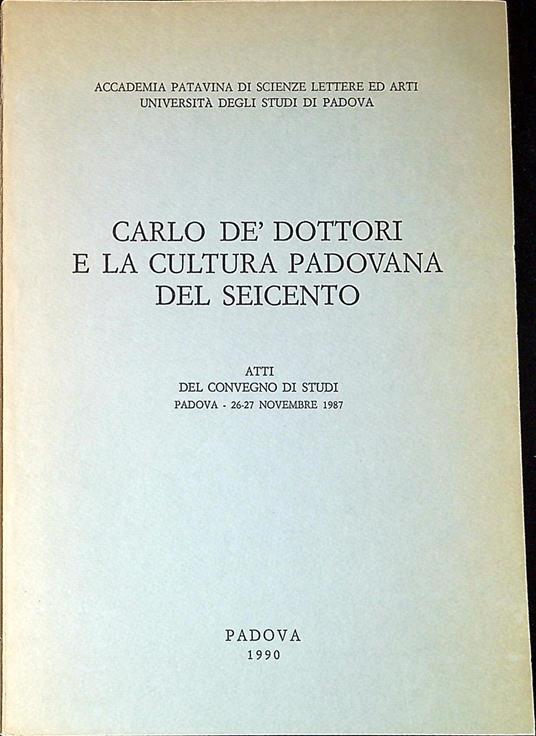 ACCADEMIA PATAVINA DI SCIENZE LETTERE ED ARTI
UNIVERSITÀ DEGLI STUDI DI PADOVA
CARLO DE' DOTTORI
E LA CULTURA PADOVANA
DEL SEICENTO
ATTI
DEL CONVEGNO DI STUDI
PADOVA - 26-27 NOVEMBRE 1987
PADOVA
1990